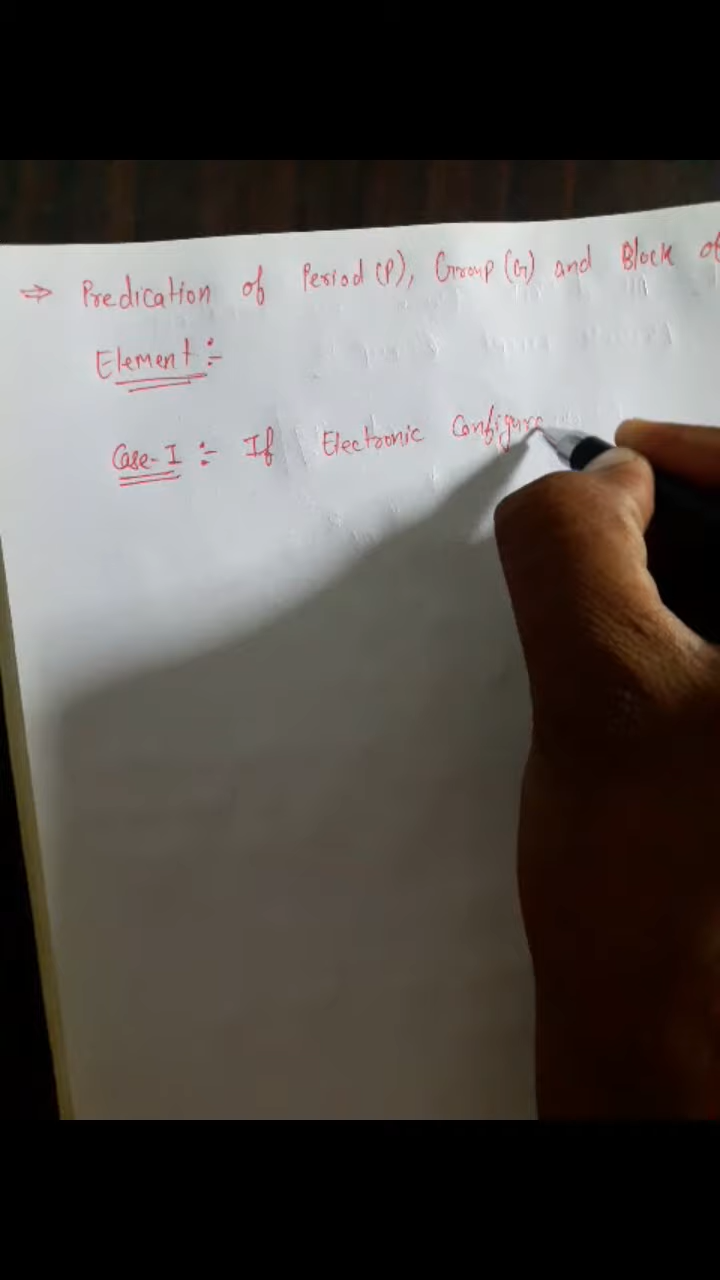 ⇒ Predication of Period (P), Group (G) and Block of
Element :-
Case-I :- If Electronic Configura